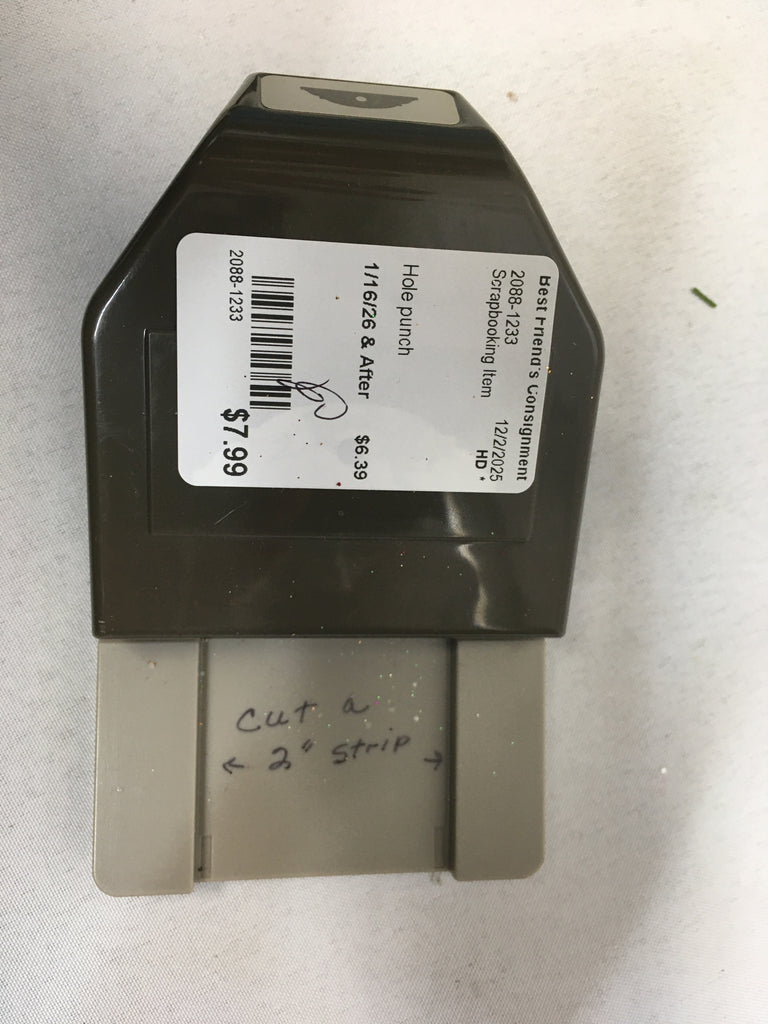 Best Friend's Consignment
2088-1233 12/2/2025
Scrapbooking Item HD *
Hole punch
1/16/26 & After $6.39
2088-1233 $7.99
cut a
← 2" strip →